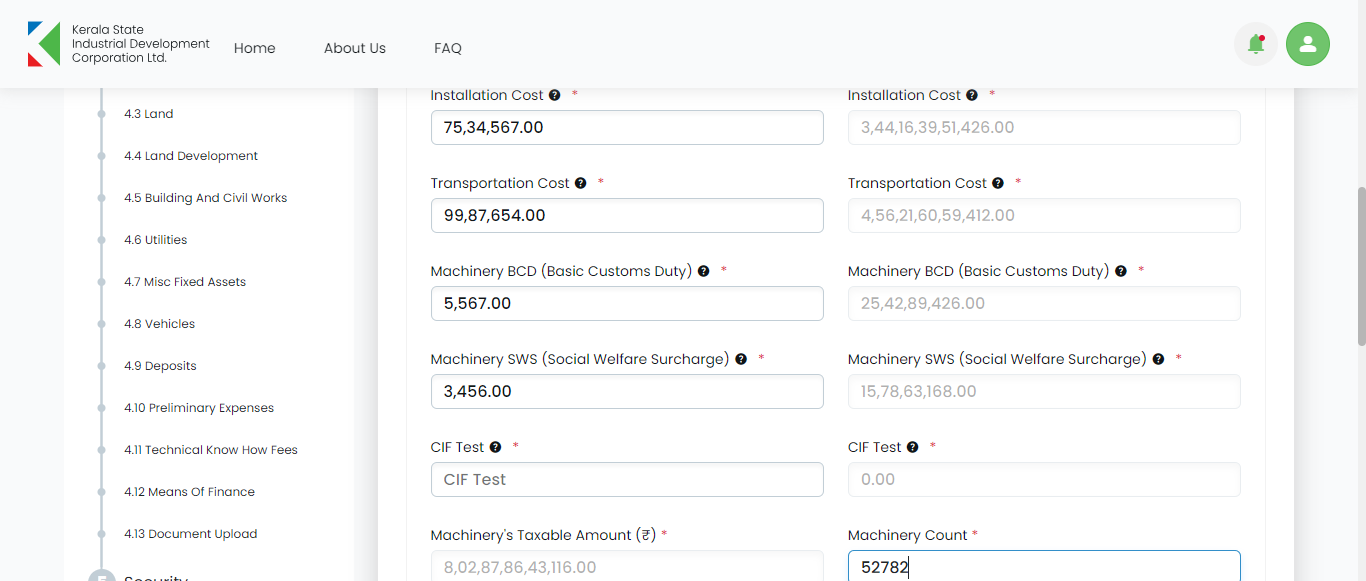 Kerala State
Industrial Development
Corporation Ltd.
Home
About Us
FAQ
4.3 Land
4.4 Land Development
4.5 Building And Civil Works
4.6 Utilities
4.7 Misc Fixed Assets
4.8 Vehicles
4.9 Deposits
4.10 Preliminary Expenses
4.11 Technical Know How Fees
4.12 Means Of Finance
4.13 Document Upload
Security
Installation Cost ? *
75,34,567.00
Installation Cost ? *
3,44,16,39,51,426.00
Transportation Cost ? *
99,87,654.00
Transportation Cost ? *
4,56,21,60,59,412.00
Machinery BCD (Basic Customs Duty) ? *
5,567.00
Machinery BCD (Basic Customs Duty) ? *
25,42,89,426.00
Machinery SWS (Social Welfare Surcharge) ? *
3,456.00
Machinery SWS (Social Welfare Surcharge) ? *
15,78,63,168.00
CIF Test ? *
CIF Test
CIF Test ? *
0.00
Machinery's Taxable Amount (₹) *
8,02,87,86,43,116.00
Machinery Count *
52782